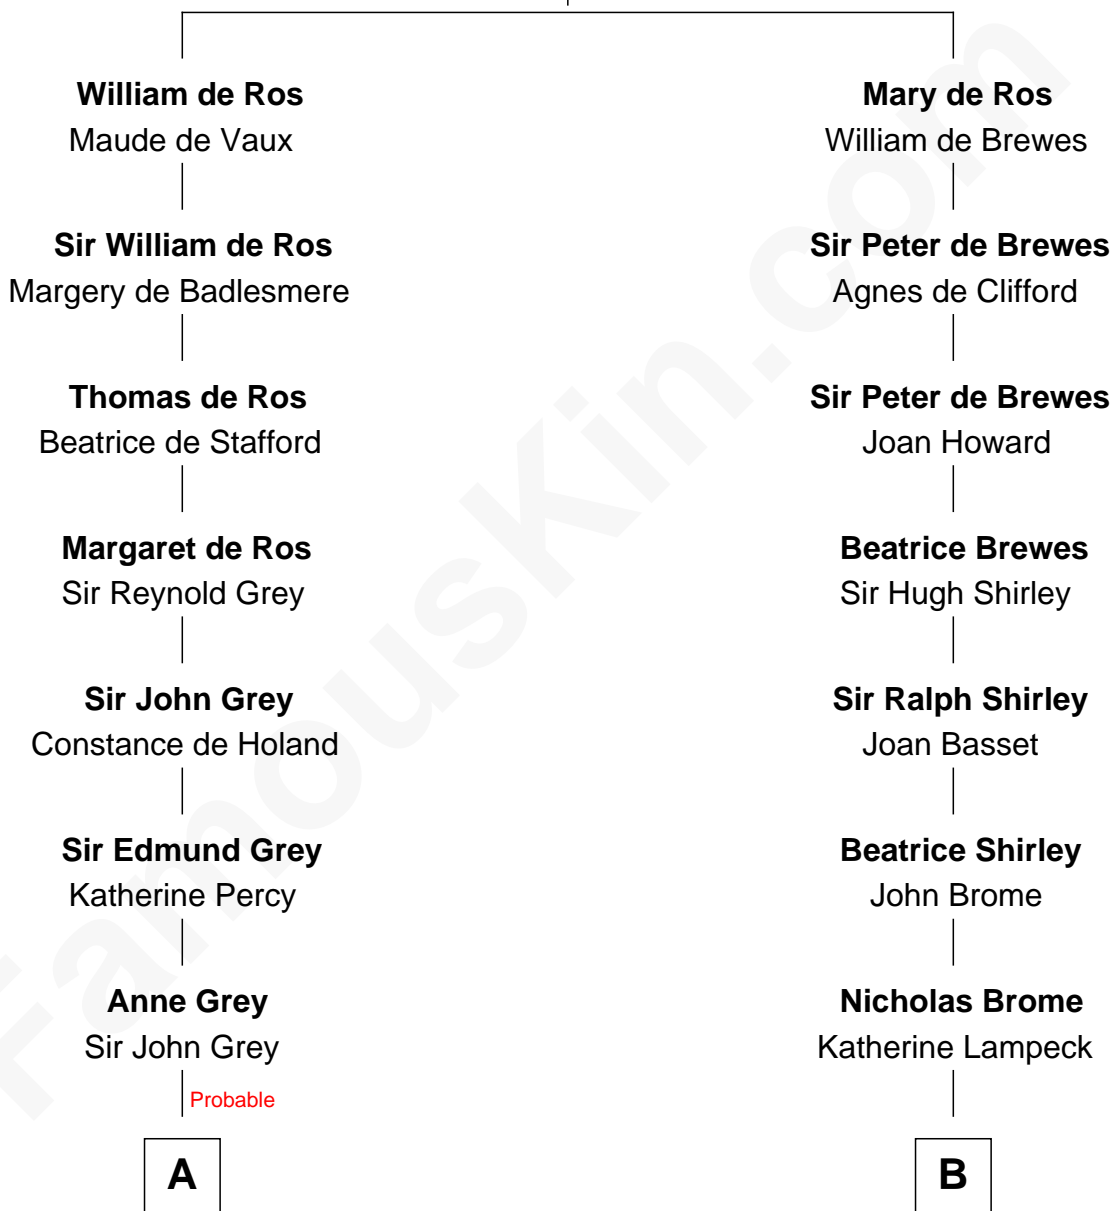 William de Ros
Maude de Vaux
Mary de Ros
William de Brewes
Sir William de Ros
Margery de Badlesmere
Sir Peter de Brewes
Agnes de Clifford
Thomas de Ros
Beatrice de Stafford
Sir Peter de Brewes
Joan Howard
Margaret de Ros
Sir Reynold Grey
Beatrice Brewes
Sir Hugh Shirley
Sir John Grey
Constance de Holand
Sir Ralph Shirley
Joan Basset
Sir Edmund Grey
Katherine Percy
Beatrice Shirley
John Brome
Anne Grey
Sir John Grey
Nicholas Brome
Katherine Lampeck
Probable
A
B
FamousKin.com